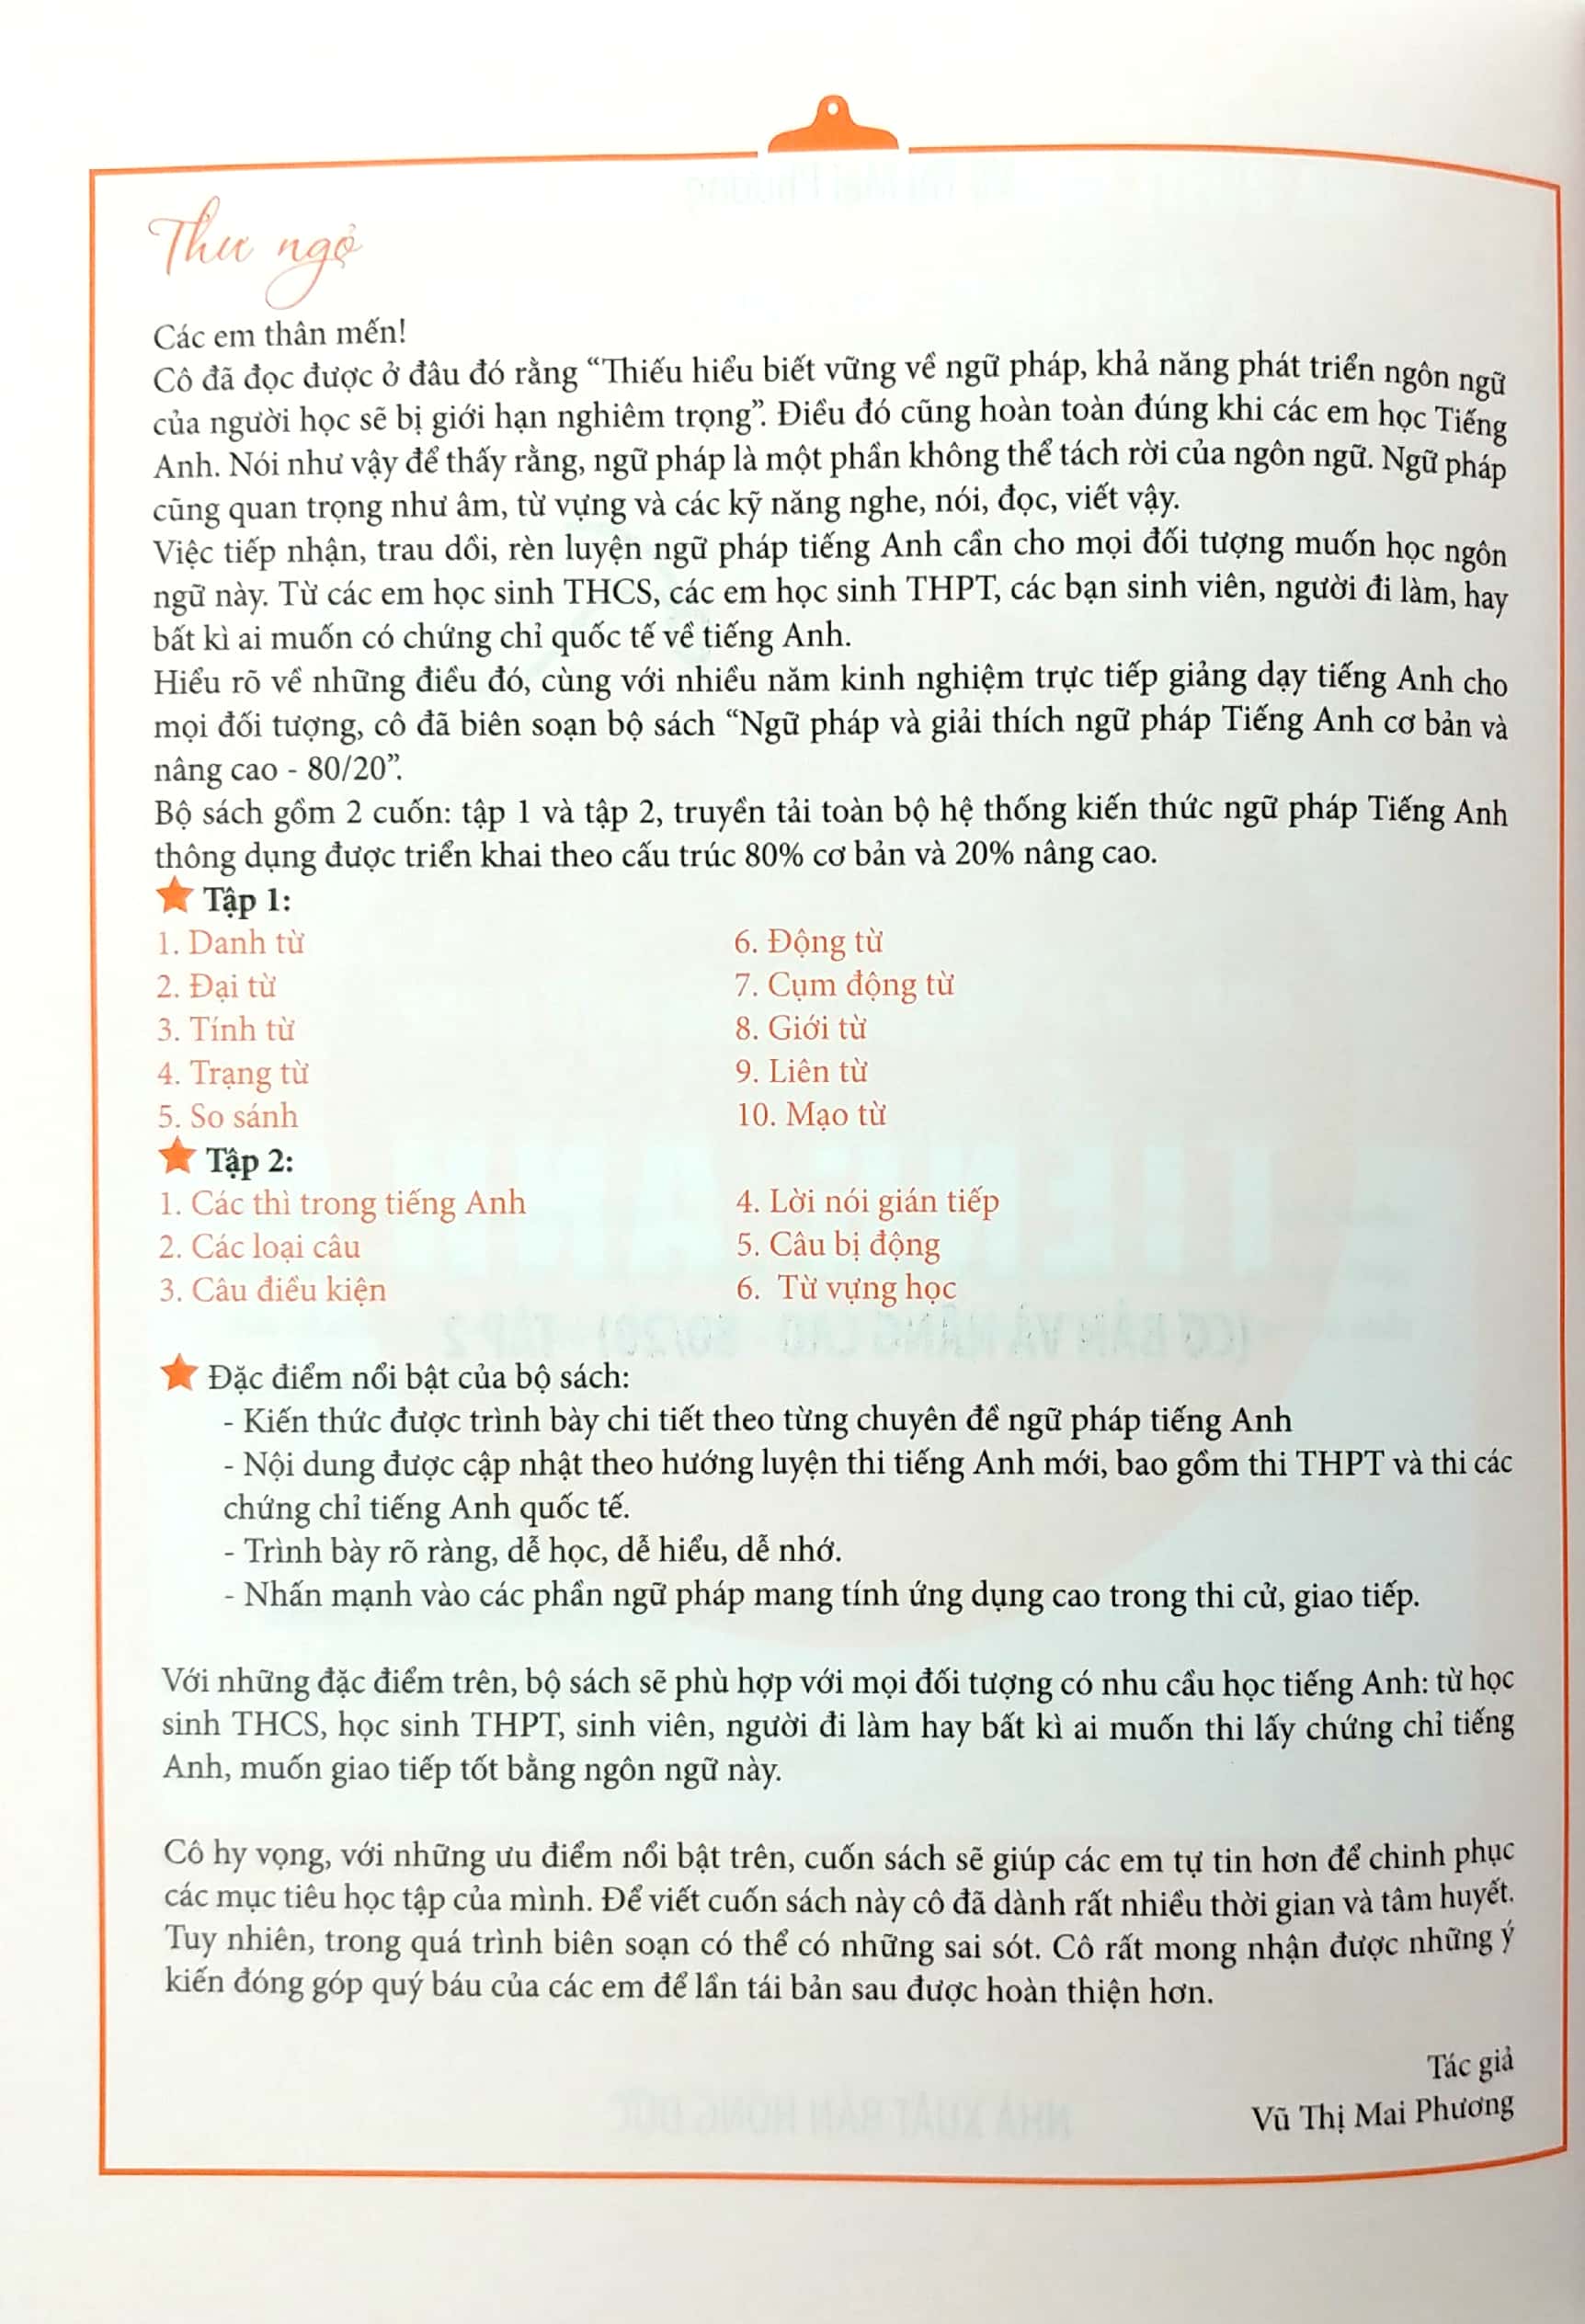 Thư ngỏ
Các em thân mến!
Cô đã đọc được ở đâu đó rằng “Thiếu hiểu biết vững về ngữ pháp, khả năng phát triển ngôn ngữ
của người học sẽ bị giới hạn nghiêm trọng”. Điều đó cũng hoàn toàn đúng khi các em học Tiếng
Anh. Nói như vậy để thấy rằng, ngữ pháp là một phần không thể tách rời của ngôn ngữ. Ngữ pháp
cũng quan trọng như âm, từ vựng và các kỹ năng nghe, nói, đọc, viết vậy.
Việc tiếp nhận, trau dồi, rèn luyện ngữ pháp tiếng Anh cần cho mọi đối tượng muốn học ngôn
ngữ này. Từ các em học sinh THCS, các em học sinh THPT, các bạn sinh viên, người đi làm, hay
bất kì ai muốn có chứng chỉ quốc tế về tiếng Anh.
Hiểu rõ về những điều đó, cùng với nhiều năm kinh nghiệm trực tiếp giảng dạy tiếng Anh cho
mọi đối tượng, cô đã biên soạn bộ sách “Ngữ pháp và giải thích ngữ pháp Tiếng Anh cơ bản và
nâng cao - 80/20”.
Bộ sách gồm 2 cuốn: tập 1 và tập 2, truyền tải toàn bộ hệ thống kiến thức ngữ pháp Tiếng Anh
thông dụng được triển khai theo cấu trúc 80% cơ bản và 20% nâng cao.
Tập 1:
1. Danh từ
2. Đại từ
3. Tính từ
4. Trạng từ
5. So sánh
6. Động từ
7. Cụm động từ
8. Giới từ
9. Liên từ
10. Mạo từ
Tập 2:
1. Các thì trong tiếng Anh
2. Các loại câu
3. Câu điều kiện
4. Lời nói gián tiếp
5. Câu bị động
6. Từ vựng học
Đặc điểm nổi bật của bộ sách:
- Kiến thức được trình bày chi tiết theo từng chuyên đề ngữ pháp tiếng Anh
- Nội dung được cập nhật theo hướng luyện thi tiếng Anh mới, bao gồm thi THPT và thi các
chứng chỉ tiếng Anh quốc tế.
- Trình bày rõ ràng, dễ học, dễ hiểu, dễ nhớ.
- Nhấn mạnh vào các phần ngữ pháp mang tính ứng dụng cao trong thi cử, giao tiếp.
Với những đặc điểm trên, bộ sách sẽ phù hợp với mọi đối tượng có nhu cầu học tiếng Anh: từ học
sinh THCS, học sinh THPT, sinh viên, người đi làm hay bất kì ai muốn thi lấy chứng chỉ tiếng
Anh, muốn giao tiếp tốt bằng ngôn ngữ này.
Cô hy vọng, với những ưu điểm nổi bật trên, cuốn sách sẽ giúp các em tự tin hơn để chinh phục
các mục tiêu học tập của mình. Để viết cuốn sách này cô đã dành rất nhiều thời gian và tâm huyết.
Tuy nhiên, trong quá trình biên soạn có thể có những sai sót. Cô rất mong nhận được những ý
kiến đóng góp quý báu của các em để lần tái bản sau được hoàn thiện hơn.
Tác giả
Vũ Thị Mai Phương